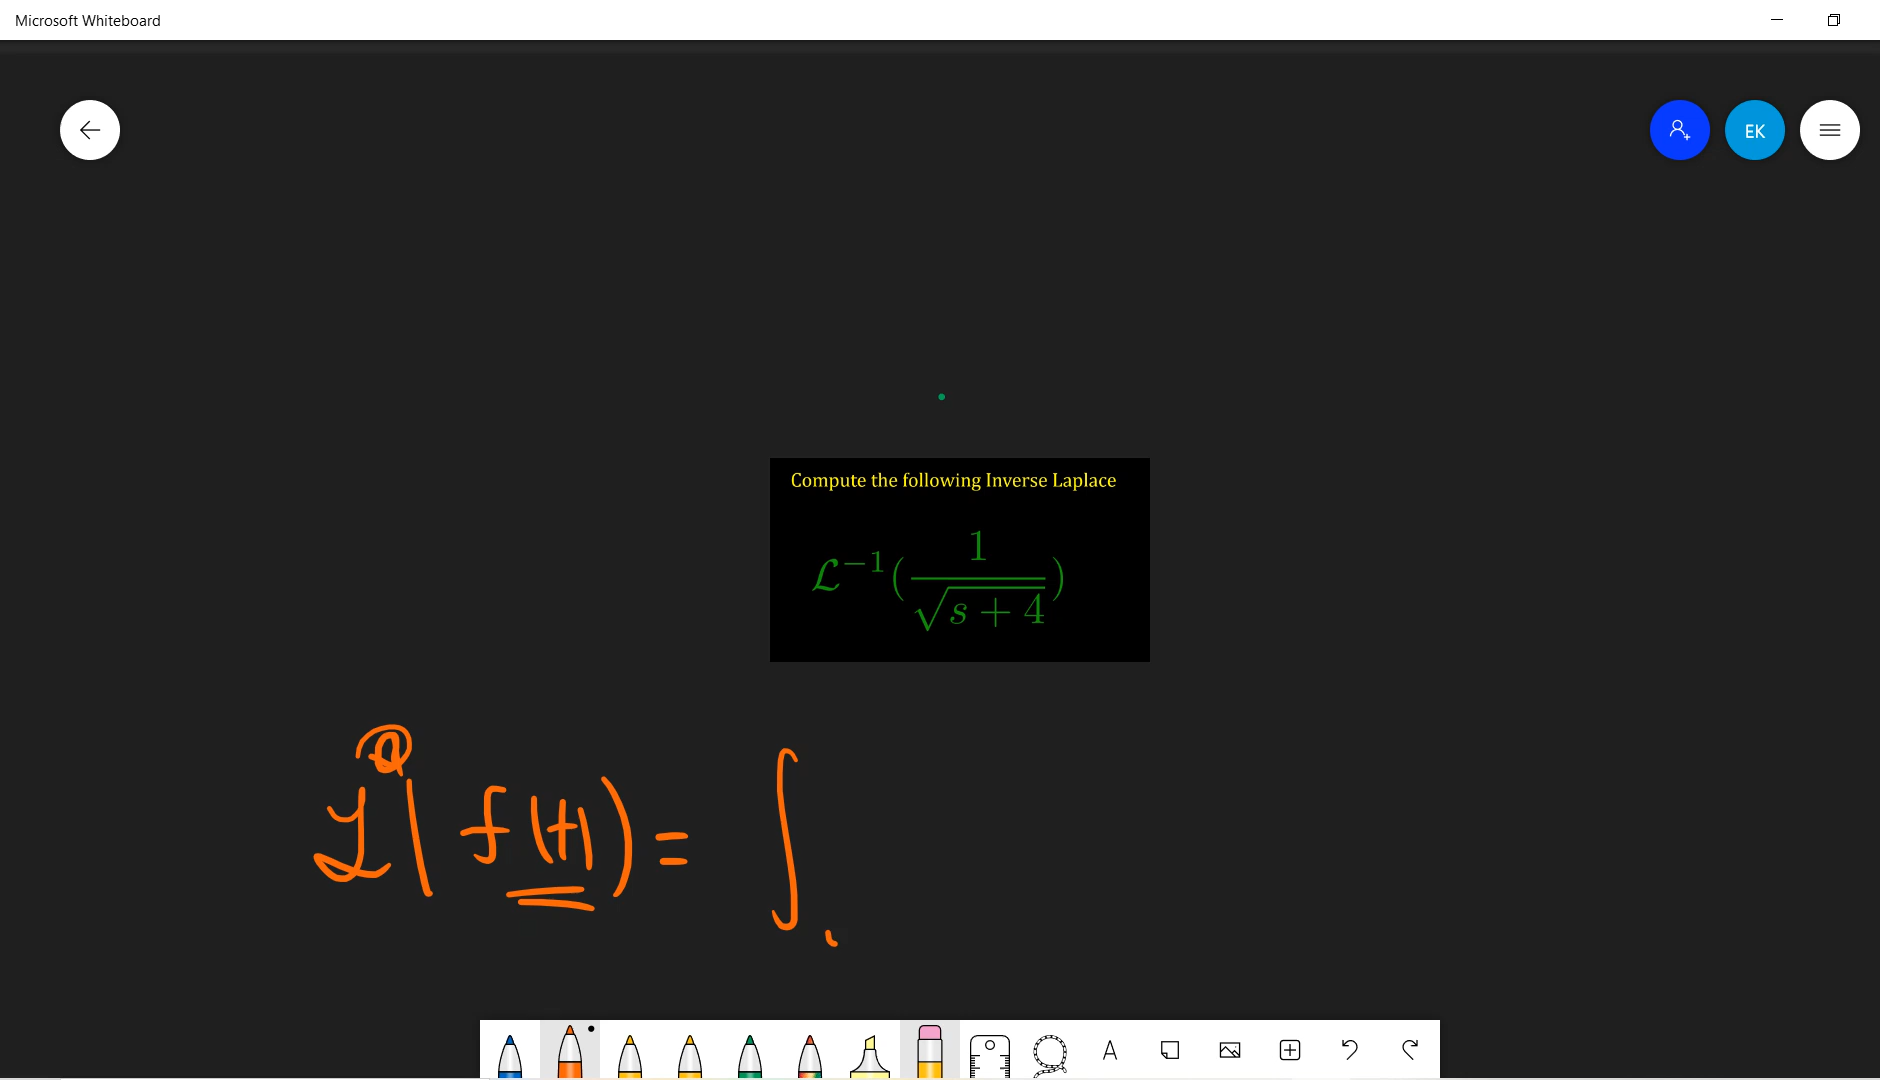 Microsoft Whiteboard
EK
Compute the following Inverse Laplace
ℒ⁻¹(1/√(s + 4))
ℒ( f(t)) = ∫
A